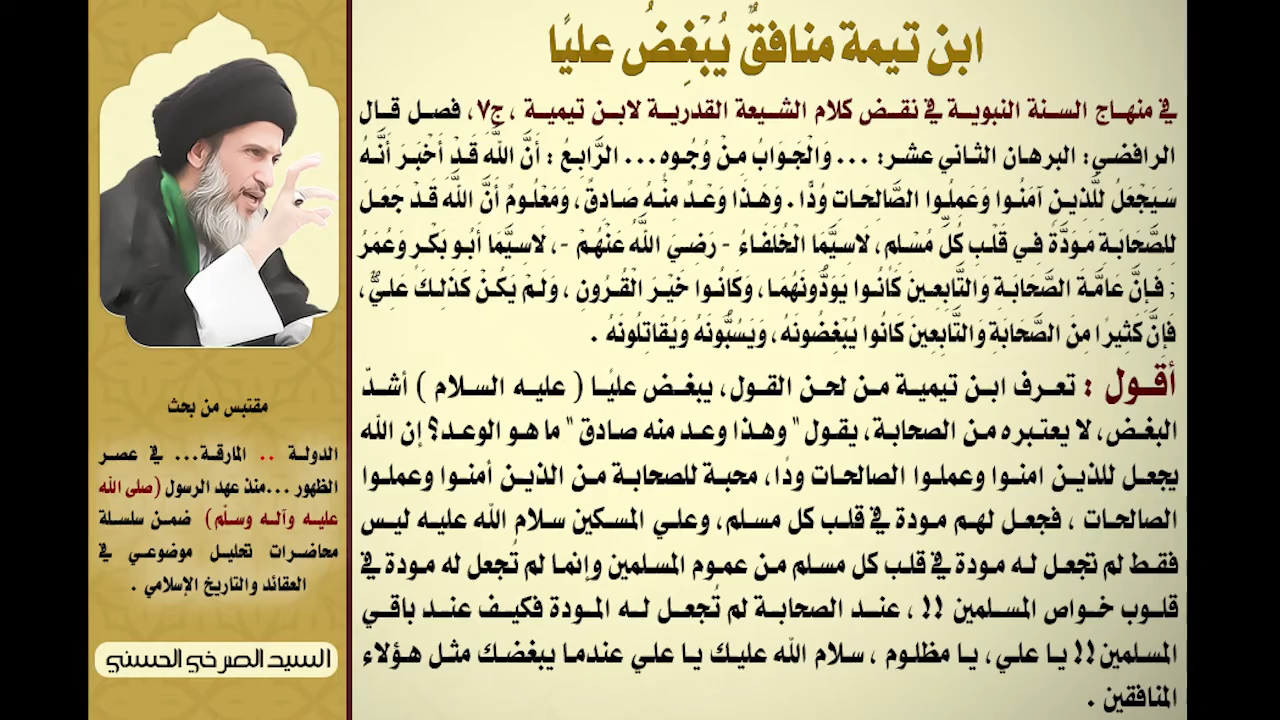 ابن تيمة منافقٌ يُبْغِضُ عليًا
في منهاج السنة النبوية في نقض كلام الشيعة القدرية لابن تيمية ، ج٧، فصل قال
الرافضي: البرهان الثاني عشر: ... وَالْجَوَابُ مِنْ وُجُوهٍ... الرَّابِعُ : أَنَّ اللَّهَ قَدْ أَخْبَرَ أَنَّهُ
سَيَجْعَلُ لِلَّذِينَ آمَنُوا وَعَمِلُوا الصَّالِحَاتِ وُدًّا . وَهَذَا وَعْدٌ مِنْهُ صَادِقٌ، وَمَعْلُومٌ أَنَّ اللَّهَ قَدْ جَعَلَ
لِلصَّحَابَةِ مَوَدَّةً فِي قَلْبِ كُلِّ مُسْلِمٍ، لَاسِيَّمَا الْخُلَفَاءُ - رَضِيَ اللَّهُ عَنْهُمْ -، لَاسِيَّمَا أَبُو بَكْرٍ وَعُمَرُ
; فَإِنَّ عَامَّةَ الصَّحَابَةِ وَالتَّابِعِينَ كَانُوا يَوَدُّونَهُمَا، وَكَانُوا خَيْرَ الْقُرُونِ ، وَلَمْ يَكُنْ كَذَلِكَ عَلِيٌّ،
فَإِنَّ كَثِيرًا مِنَ الصَّحَابَةِ وَالتَّابِعِينَ كَانُوا يُبْغِضُونَهُ، وَيَسُبُّونَهُ وَيُقَاتِلُونَهُ .
أقول : تعرف ابن تيمية من لحن القول، يبغض عليًا ( عليه السلام ) أشدّ
البغض، لا يعتبره من الصحابة، يقول" وهذا وعد منه صادق" ما هو الوعد؟ إن الله
يجعل للذين امنوا وعملوا الصالحات ودًا، محبة للصحابة من الذين أمنوا وعملوا
الصالحات ، فجعل لهم مودة في قلب كل مسلم، وعلي المسكين سلام الله عليه ليس
فقط لم تجعل له مودة في قلب كل مسلم من عموم المسلمين وإنما لم تُجعل له مودة في
قلوب خواص المسلمين !! ، عند الصحابة لم تُجعل له المودة فكيف عند باقي
المسلمين!! يا علي، يا مظلوم ، سلام الله عليك يا علي عندما يبغضك مثل هؤلاء
المنافقين .
مقتبس من بحث
الدولة .. المارقة... في عصر
الظهور ...منذ عهد الرسول (صلى الله
عليه وآله وسلّم) ضمن سلسلة
محاضرات تحليل موضوعي في
العقائد والتاريخ الإسلامي .
السيد الصرخي الحسني